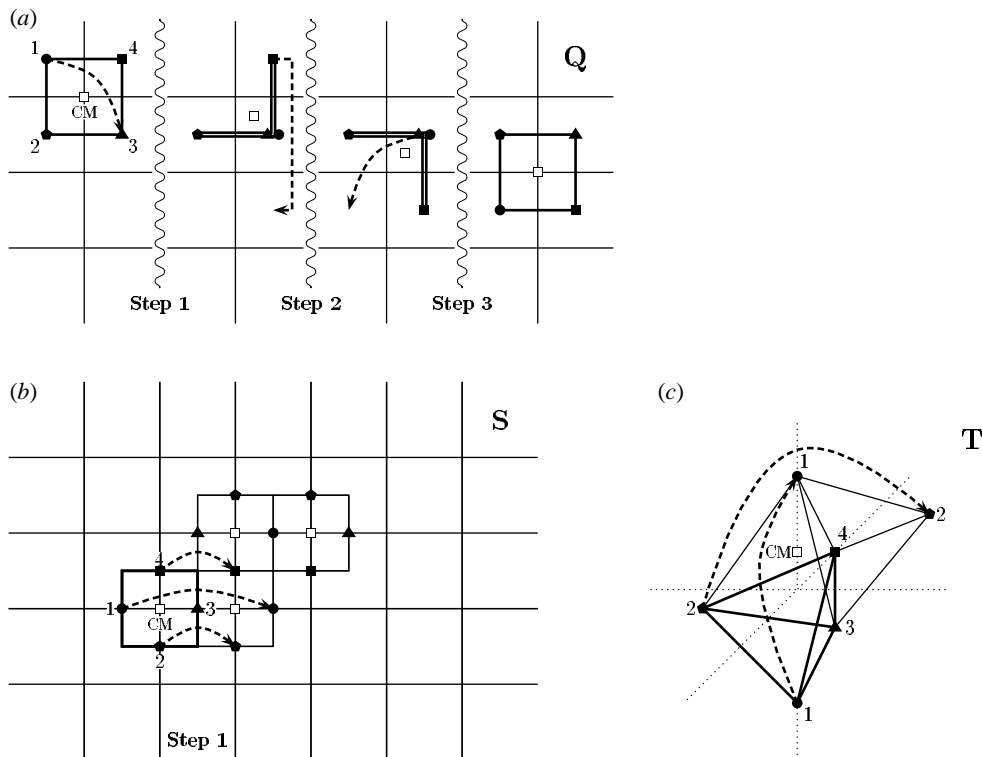 (a)
1 4
Q
CM
2 3
Step 1 Step 2 Step 3
(b) (c)
S
T
1
2
4 4
CM
1 3 2
CM 3
2
1
Step 1